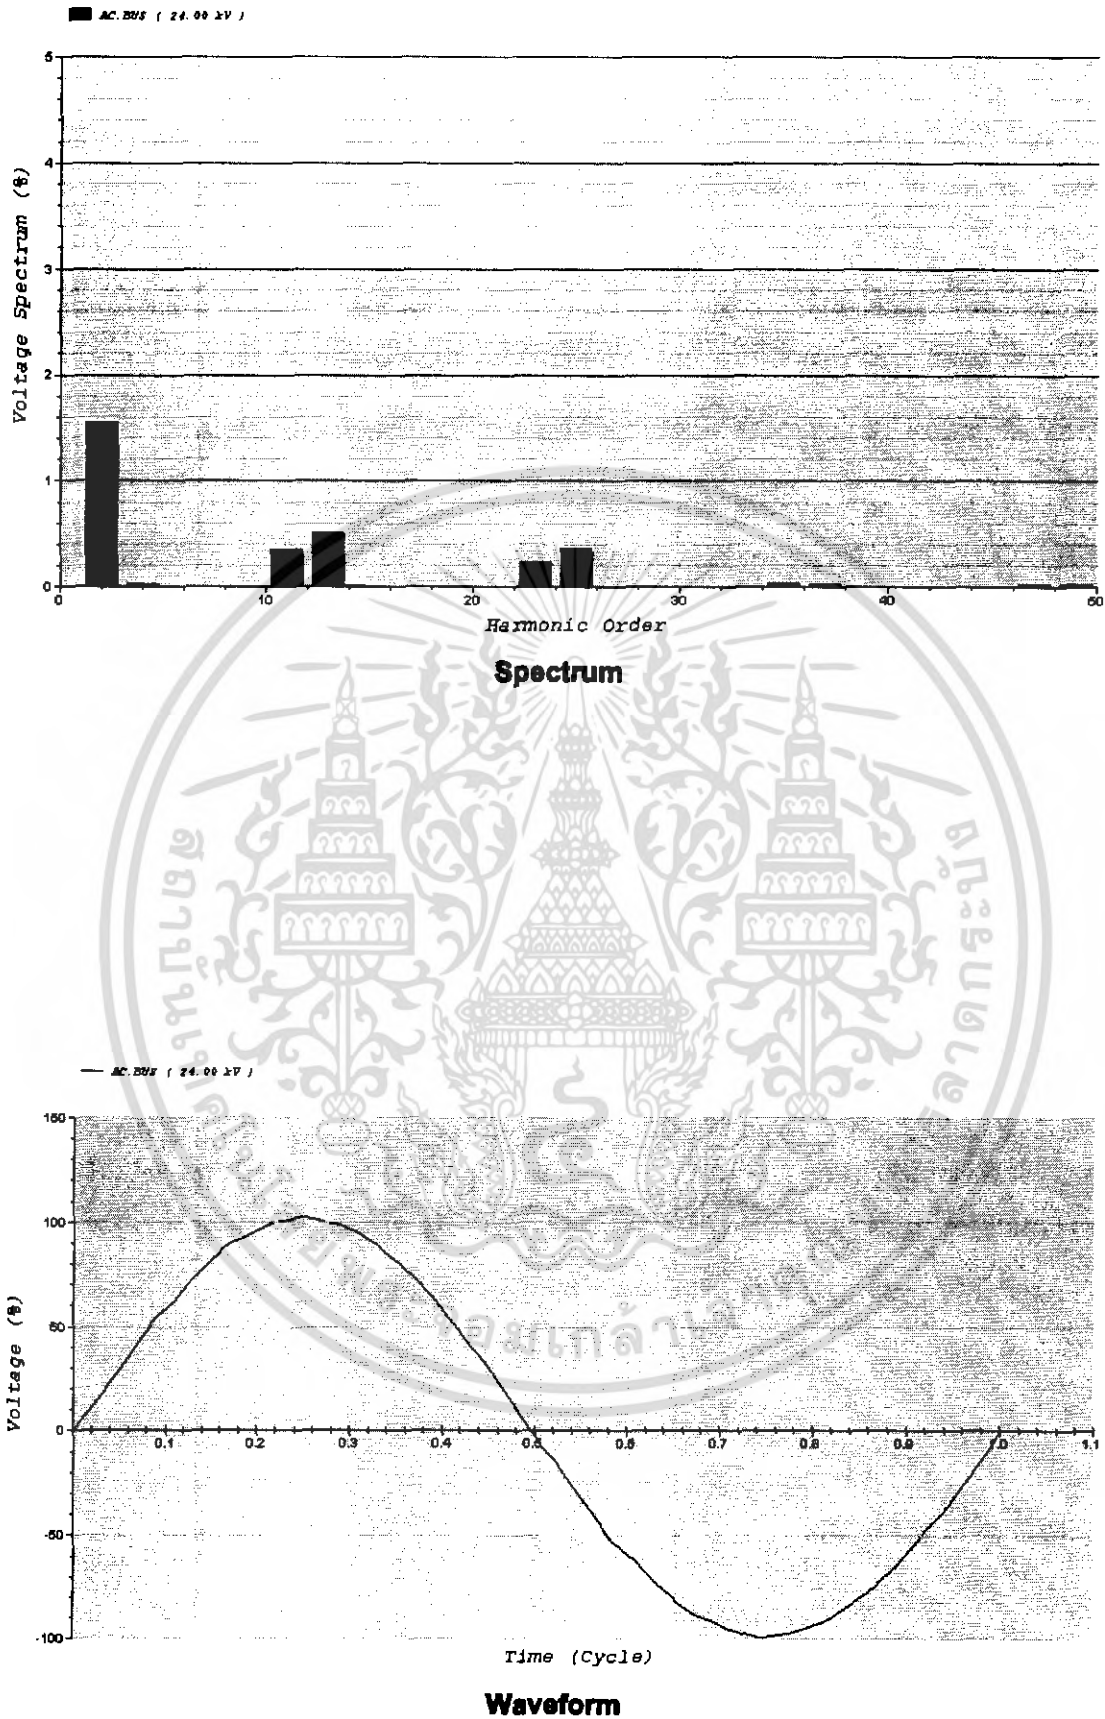 AC.BUS ( 24.00 kV )
5
4
3
2
1
0
Voltage Spectrum (%)
0 10 20 30 40 50
Harmonic Order
Spectrum
AC.BUS ( 24.00 kV )
150
100
50
0
-50
-100
Voltage (%)
0.1 0.2 0.3 0.4 0.5 0.6 0.7 0.8 0.9 1.0 1.1
Time (Cycle)
Waveform